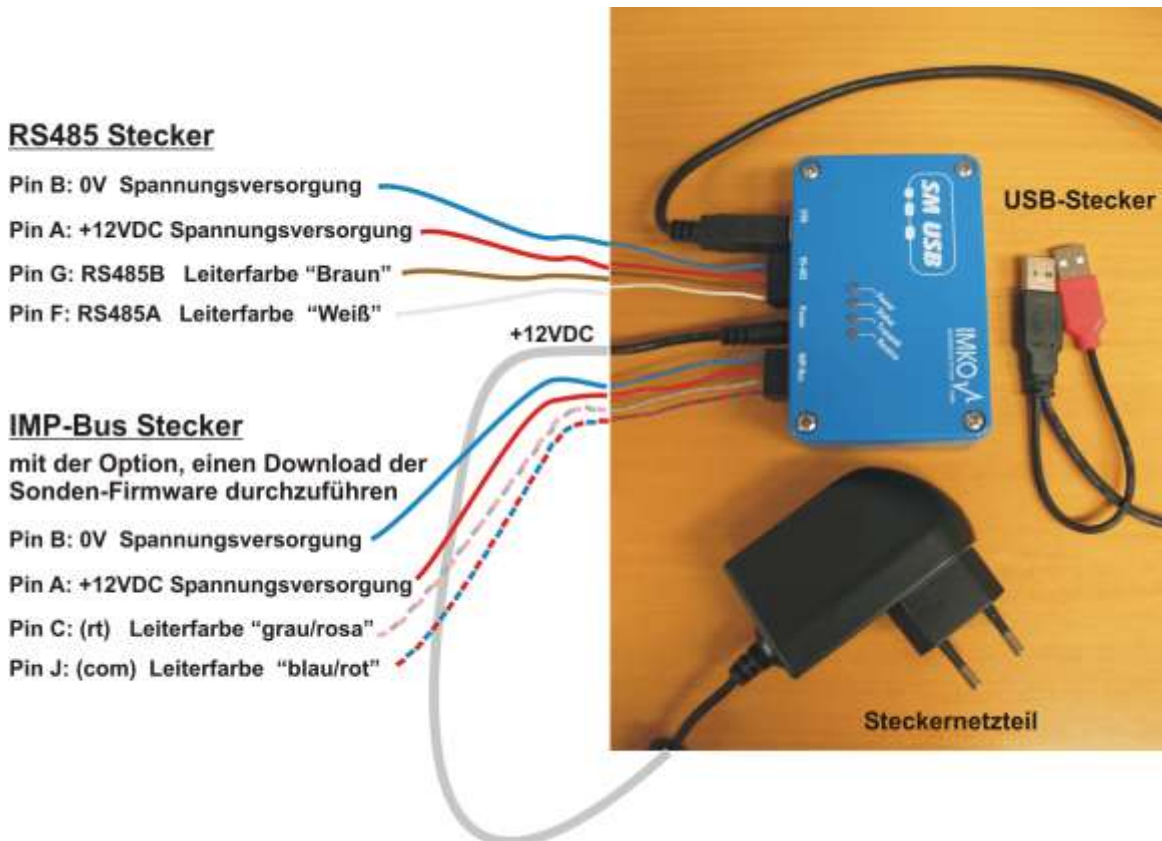 RS485 Stecker
Pin B: 0V Spannungsversorgung
Pin A: +12VDC Spannungsversorgung
Pin G: RS485B Leiterfarbe “Braun”
Pin F: RS485A Leiterfarbe “Weiß”
+12VDC
IMP-Bus Stecker
mit der Option, einen Download der
Sonden-Firmware durchzuführen
Pin B: 0V Spannungsversorgung
Pin A: +12VDC Spannungsversorgung
Pin C: (rt) Leiterfarbe “grau/rosa”
Pin J: (com) Leiterfarbe “blau/rot”
USB-Stecker
SM USB
IMKO
Steckernetzteil